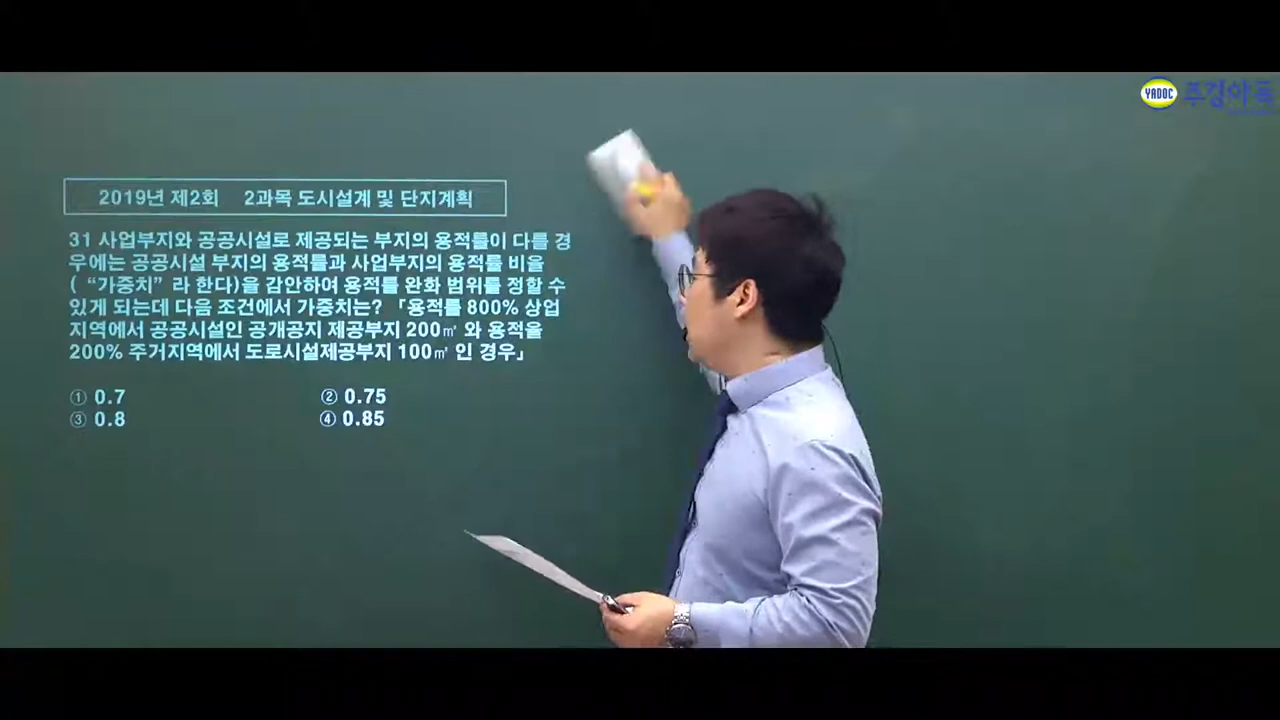 YADOC 주경야독
2019년 제2회 2과목 도시설계 및 단지계획
31 사업부지와 공공시설로 제공되는 부지의 용적률이 다를 경
우에는 공공시설 부지의 용적률과 사업부지의 용적률 비율
( “가중치” 라 한다)을 감안하여 용적률 완화 범위를 정할 수
있게 되는데 다음 조건에서 가중치는? 「용적률 800% 상업
지역에서 공공시설인 공개공지 제공부지 200㎡ 와 용적율
200% 주거지역에서 도로시설제공부지 100㎡ 인 경우」
① 0.7 ② 0.75
③ 0.8 ④ 0.85